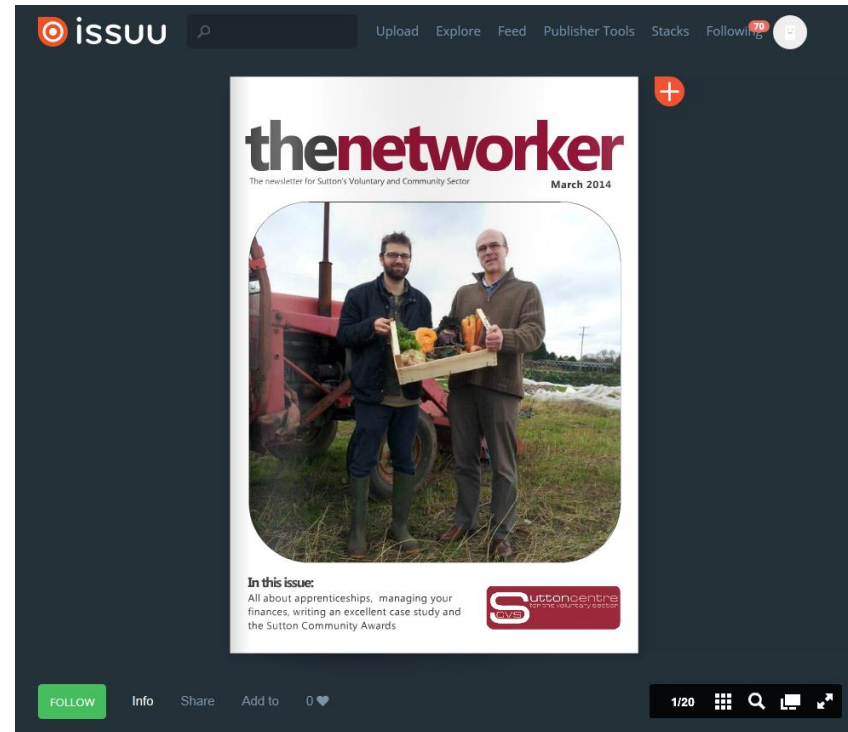 issuu
Upload Explore Feed Publisher Tools Stacks Following 70
thenetworker
The newsletter for Sutton's Voluntary and Community Sector
March 2014
In this issue:
All about apprenticeships, managing your
finances, writing an excellent case study and
the Sutton Community Awards
Suttoncentre
for the voluntary sector
CVS
FOLLOW Info Share Add to 0
1/20